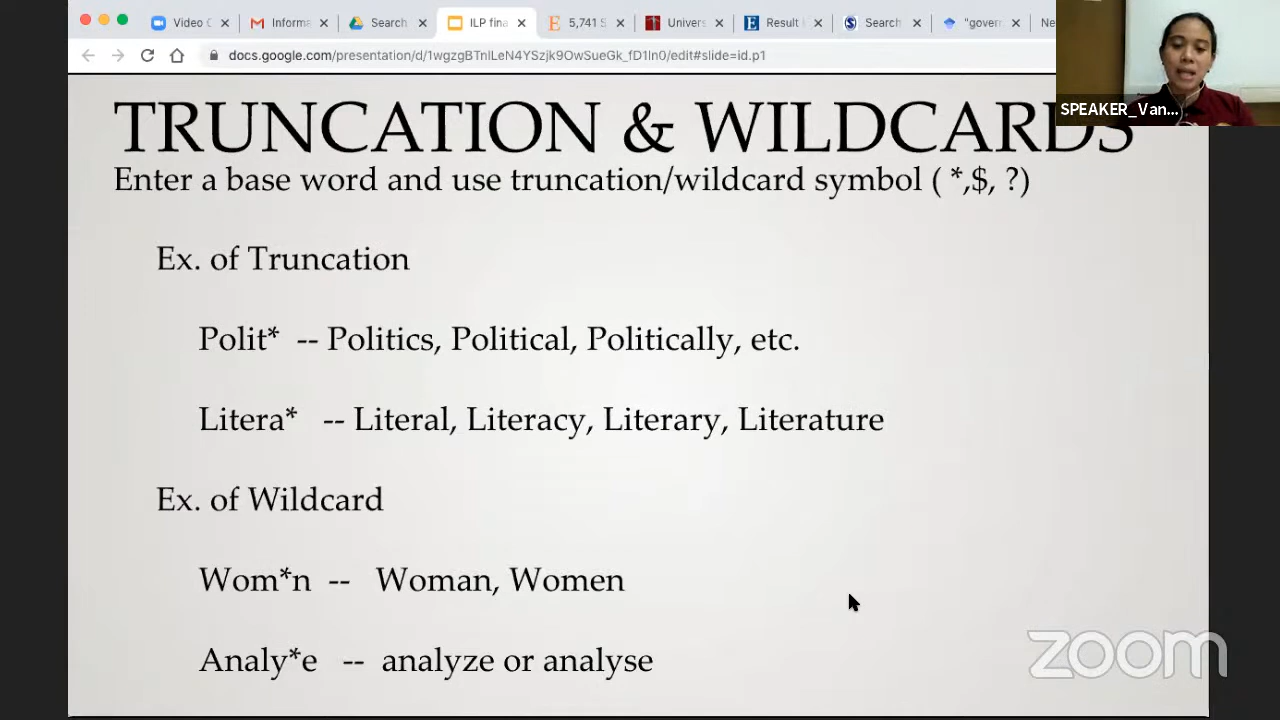 Video C
Informa
Search
ILP fina
5,741 S
Univers
Result
Search
"gover
Ne
docs.google.com/presentation/d/1wgzgBTnlLeN4YSzjk9OwSueGk_fD1ln0/edit#slide=id.p1
SPEAKER_Van...
TRUNCATION & WILDCARDS
Enter a base word and use truncation/wildcard symbol ( *,$, ?)
Ex. of Truncation
Polit* -- Politics, Political, Politically, etc.
Litera* -- Literal, Literacy, Literary, Literature
Ex. of Wildcard
Wom*n -- Woman, Women
Analy*e -- analyze or analyse
zoom